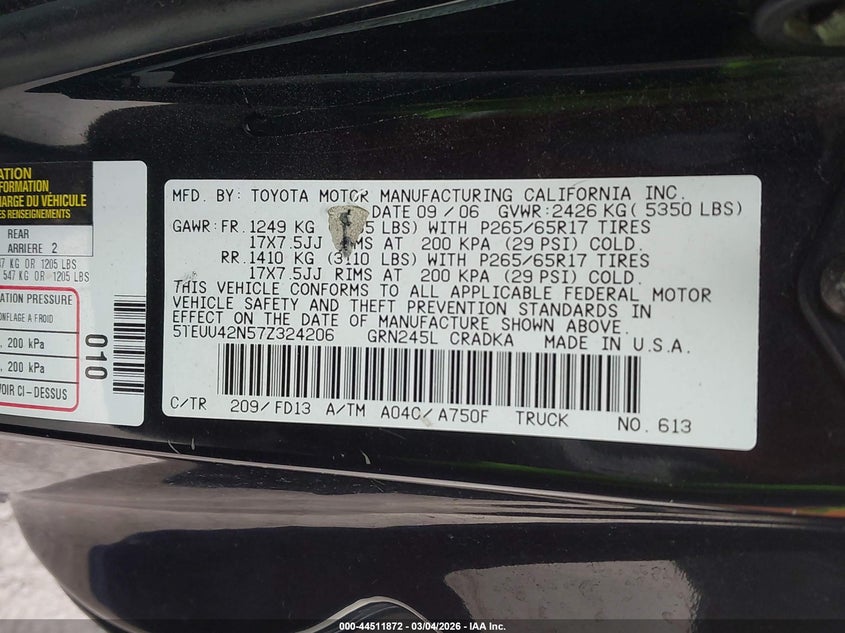 ATION
FORMATION
HARGE DU VÉHICULE
ES RENSEIGNEMENTS
REAR
ARRIERE 2
7 KG OR 1205 LBS
547 KG OR 1205 LBS
ATION PRESSURE
ONFLAGE A FROID
, 200 kPa
, 200 kPa
VOIR CI-DESSUS
010
MFD. BY: TOYOTA MOTOR MANUFACTURING CALIFORNIA INC.
DATE 09/06 GVWR: 2426 KG( 5350 LBS)
GAWR: FR. 1249 KG 5 LBS) WITH P265/65R17 TIRES
17X7.5JJ RIMS AT 200 KPA (29 PSI) COLD.
RR. 1410 KG (3110 LBS) WITH P265/65R17 TIRES
17X7.5JJ RIMS AT 200 KPA (29 PSI) COLD.
THIS VEHICLE CONFORMS TO ALL APPLICABLE FEDERAL MOTOR
VEHICLE SAFETY AND THEFT PREVENTION STANDARDS IN
EFFECT ON THE DATE OF MANUFACTURE SHOWN ABOVE.
5TEUU42N57Z324206 GRN245L CRADKA MADE IN U.S.A.
C/TR 209/FD13 A/TM A04C/A750F TRUCK NO. 613
000-44511872 — 03/04/2026 — IAA Inc.